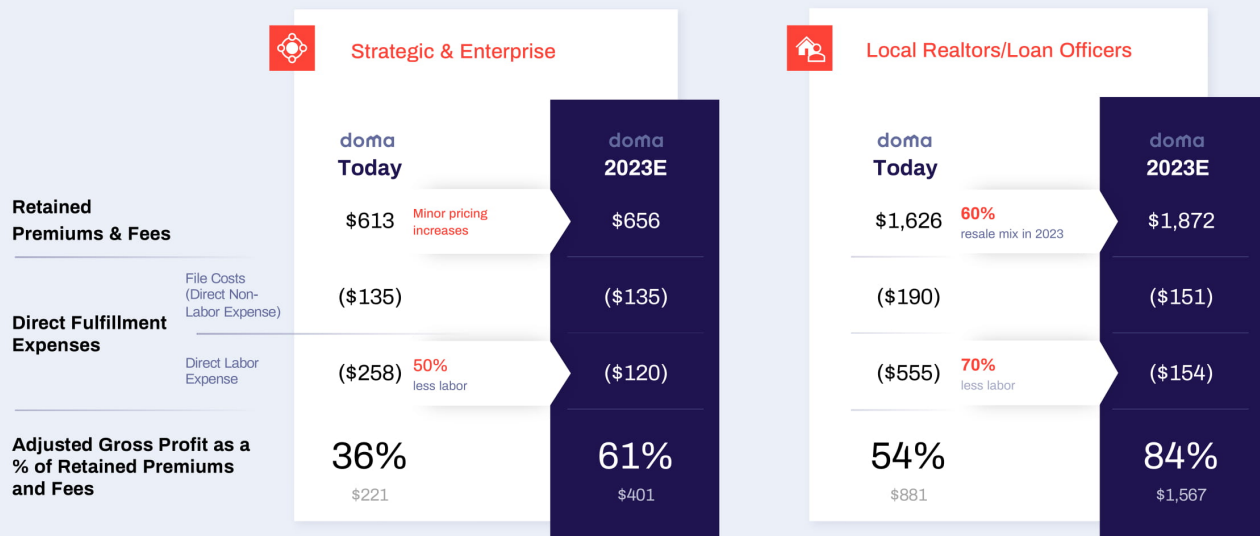 Strategic & Enterprise
Local Realtors/Loan Officers
doma
Today
doma
2023E
doma
Today
doma
2023E
Retained
Premiums & Fees
$613
Minor pricing
increases
$656
$1,626
60%
resale mix in 2023
$1,872
Direct Fulfillment
Expenses
File Costs
(Direct Non-
Labor Expense)
($135)
($135)
($190)
($151)
Direct Labor
Expense
($258)
50%
less labor
($120)
($555)
70%
less labor
($154)
Adjusted Gross Profit as a
% of Retained Premiums
and Fees
36%
$221
61%
$401
54%
$881
84%
$1,567